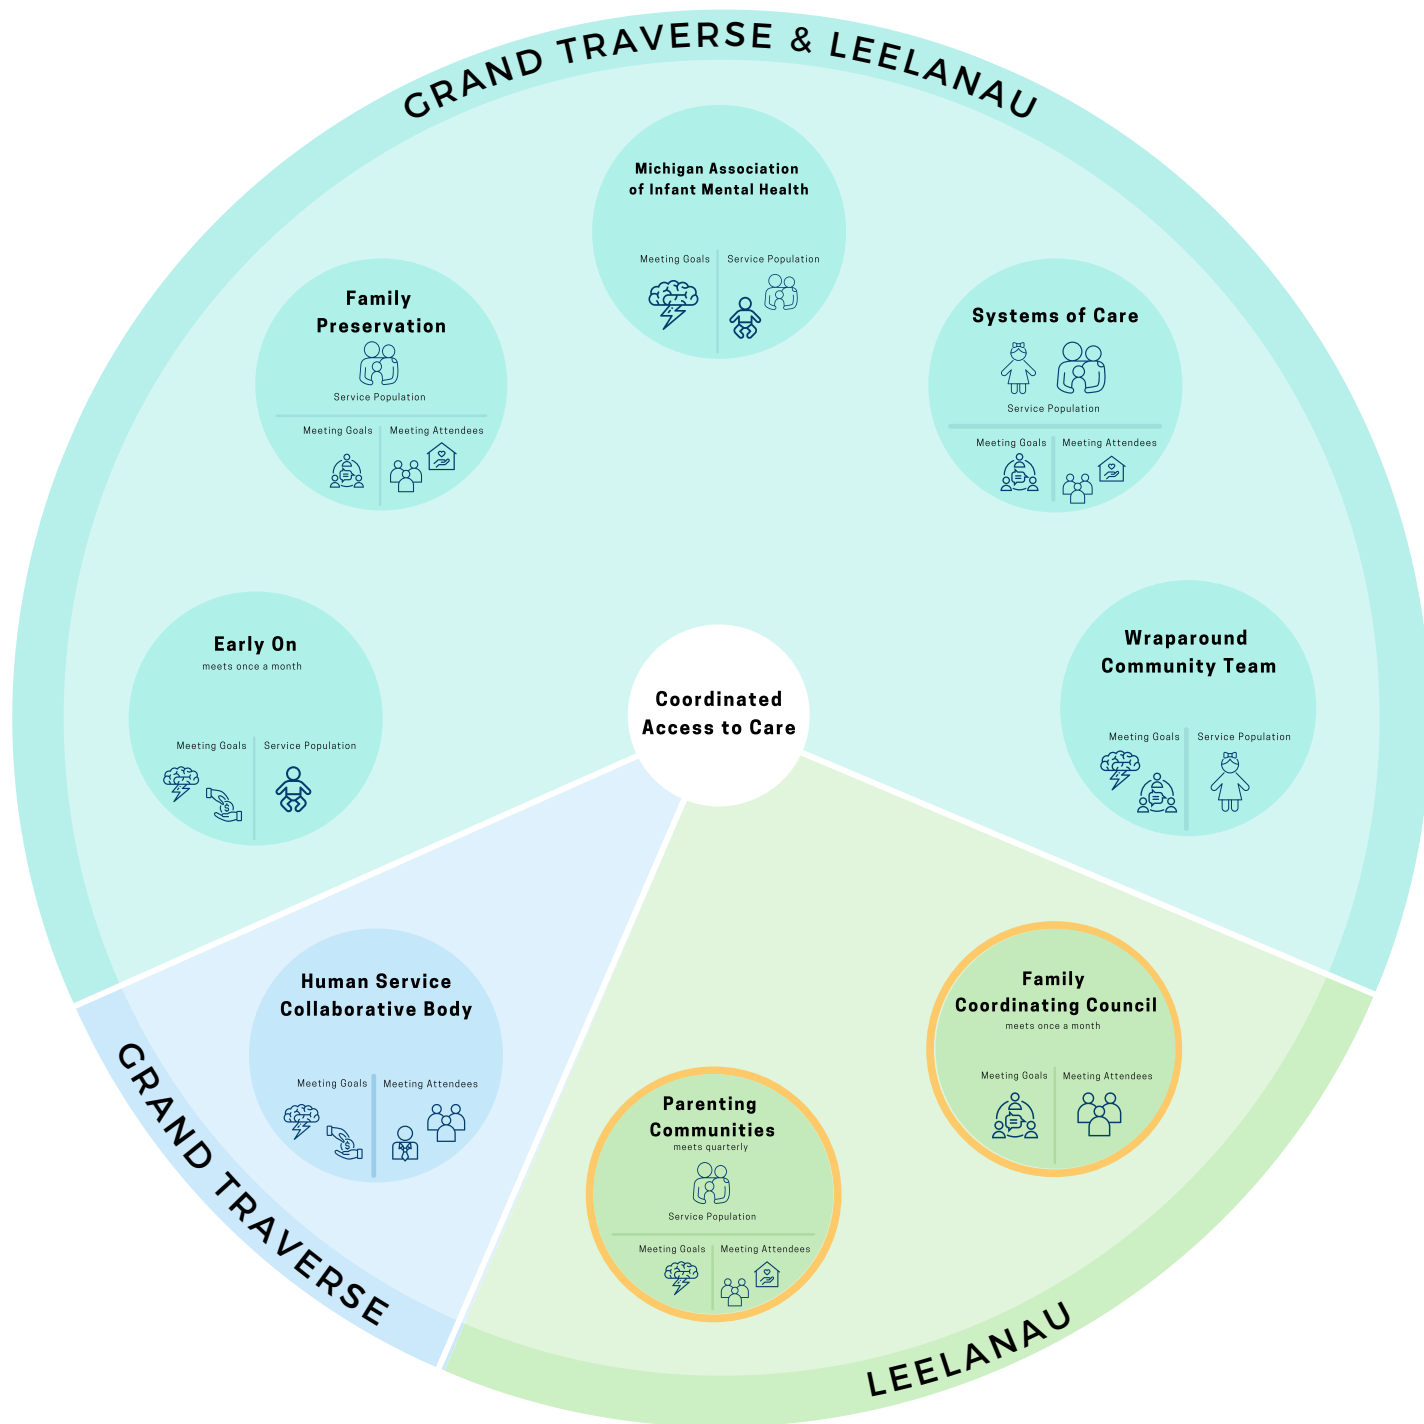 GRAND TRAVERSE & LEELANAU
Michigan Association
of Infant Mental Health
Meeting Goals
Service Population
Family
Preservation
Service Population
Meeting Goals
Meeting Attendees
Systems of Care
Service Population
Meeting Goals
Meeting Attendees
Early On
meets once a month
Meeting Goals
Service Population
Coordinated
Access to Care
Wraparound
Community Team
Meeting Goals
Service Population
Human Service
Collaborative Body
Meeting Goals
Meeting Attendees
GRAND TRAVERSE
Parenting
Communities
meets quarterly
Service Population
Meeting Goals
Meeting Attendees
Family
Coordinating Council
meets once a month
Meeting Goals
Meeting Attendees
LEELANAU